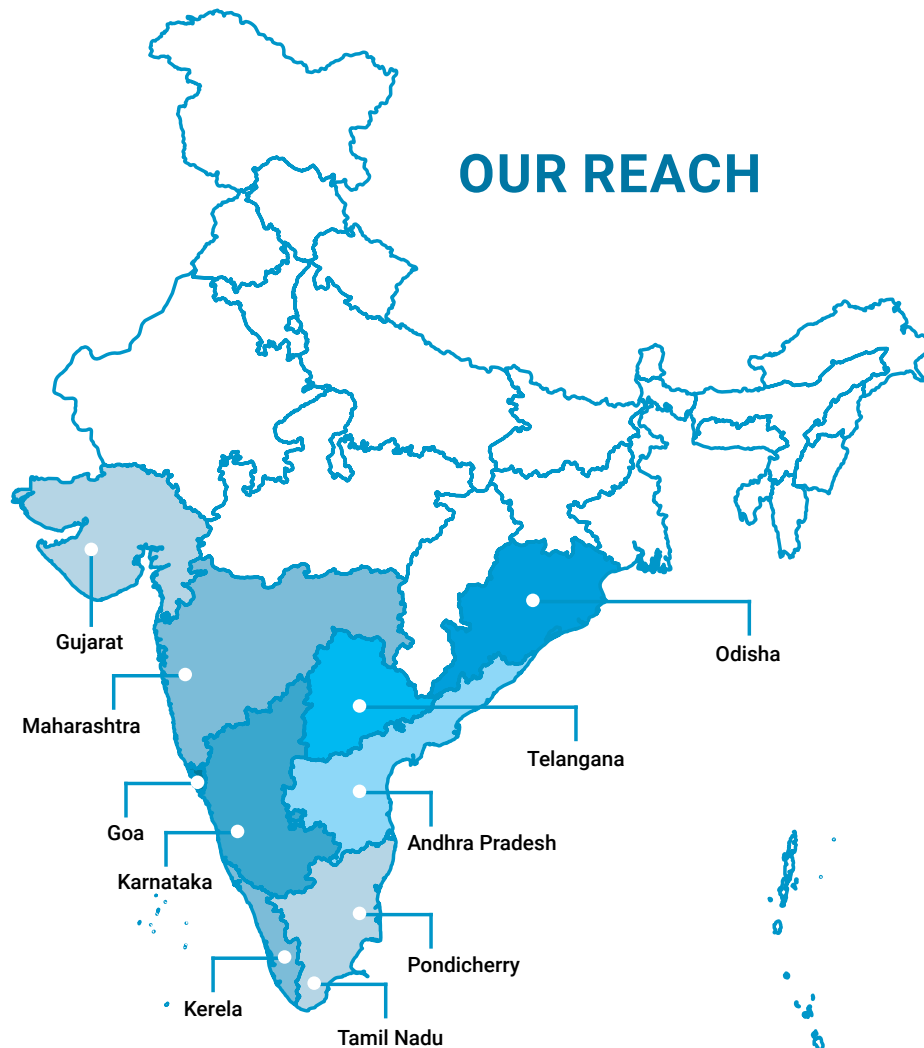 OUR REACH
Gujarat
Odisha
Maharashtra
Telangana
Goa
Andhra Pradesh
Karnataka
Pondicherry
Kerela
Tamil Nadu